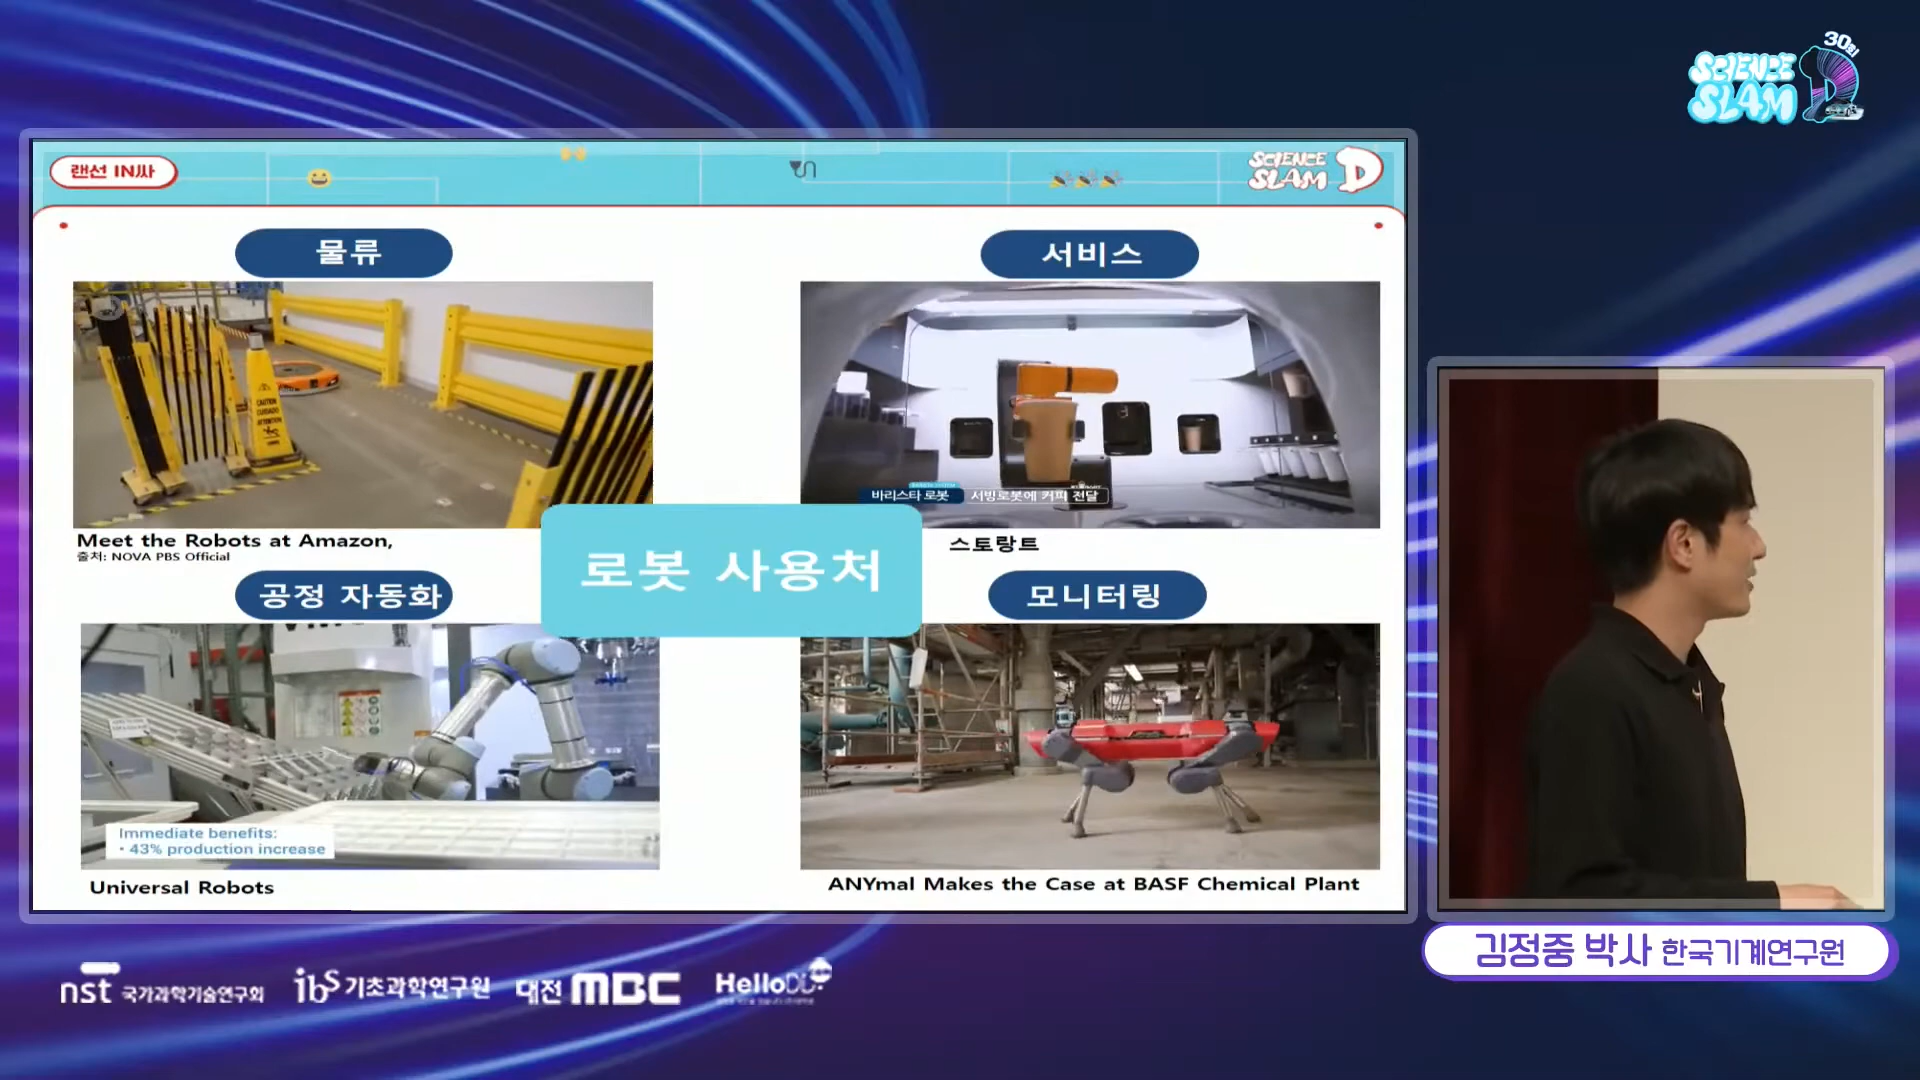 30회
SCIENCE
SLAM D
랜선 IN싸
SCIENCE
SLAM D
물류
서비스
CAUTION
CUIDADO
ATTENTION
바리스타 로봇
서빙로봇에 커피 전달
Meet the Robots at Amazon,
출처: NOVA PBS Official
스토랑트
로봇 사용처
공정 자동화
모니터링
Immediate benefits:
• 43% production increase
Universal Robots
ANYmal Makes the Case at BASF Chemical Plant
김정중 박사 한국기계연구원
nst 국가과학기술연구회
ibs 기초과학연구원
대전 MBC
HelloDD.